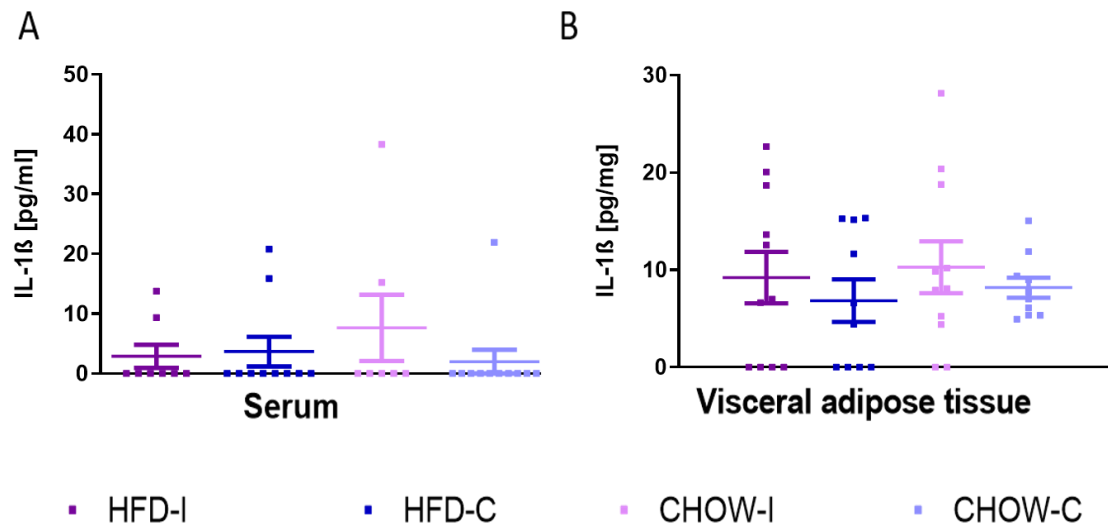 A
B
IL-1ß [pg/ml]
50
40
30
20
10
0
Serum
IL-1ß [pg/mg]
30
20
10
0
Visceral adipose tissue
HFD-I
HFD-C
CHOW-I
CHOW-C